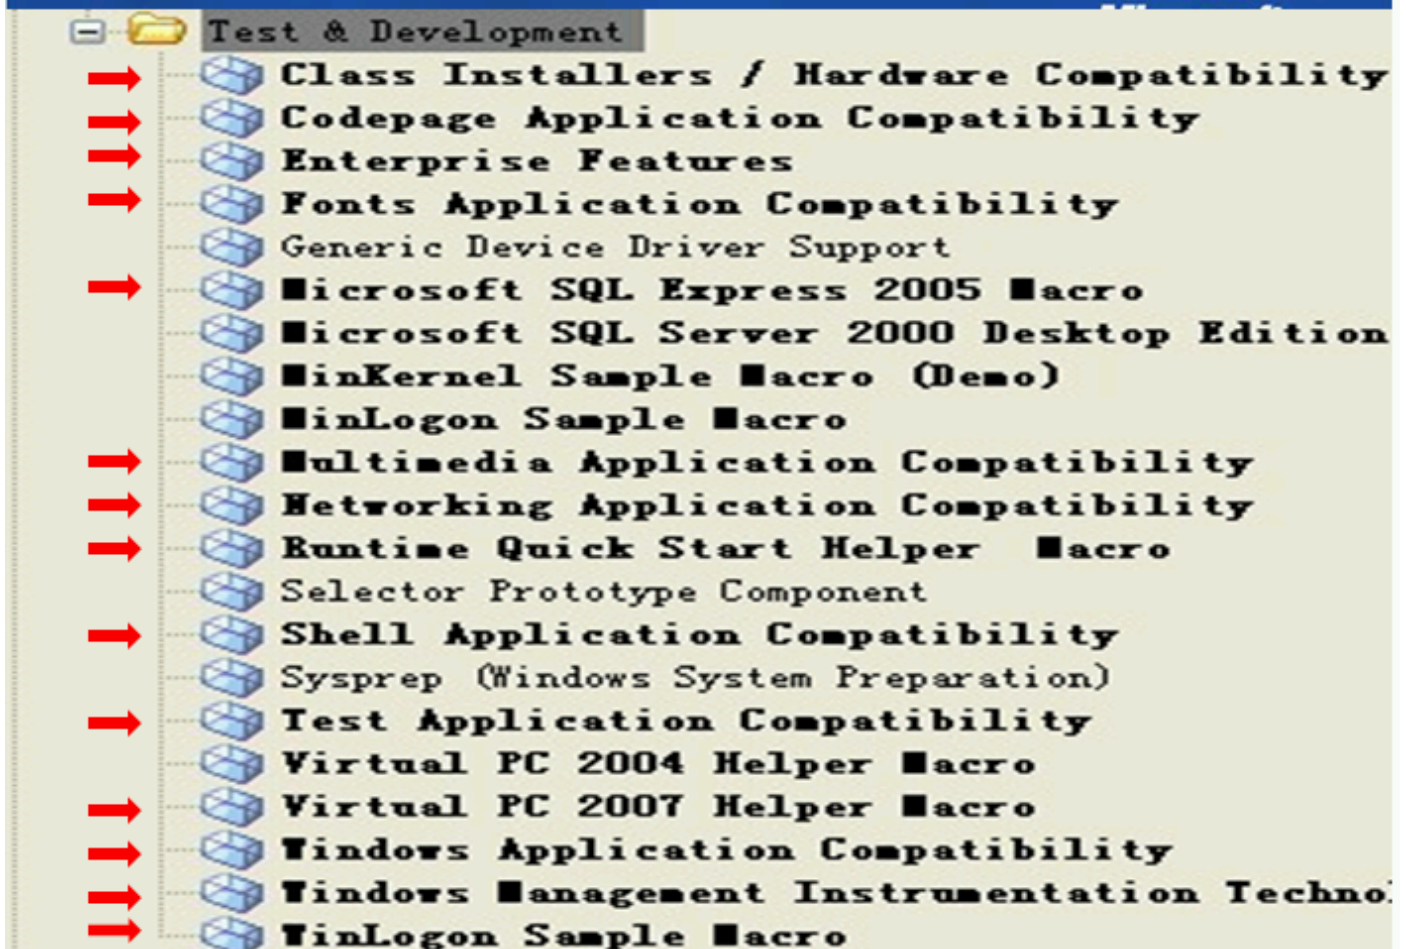 Test & Development
Class Installers / Hardware Compatibility
Codepage Application Compatibility
Enterprise Features
Fonts Application Compatibility
Generic Device Driver Support
Microsoft SQL Express 2005 Macro
Microsoft SQL Server 2000 Desktop Edition
MinKernel Sample Macro (Demo)
MinLogon Sample Macro
Multimedia Application Compatibility
Networking Application Compatibility
Runtime Quick Start Helper Macro
Selector Prototype Component
Shell Application Compatibility
Sysprep (Windows System Preparation)
Test Application Compatibility
Virtual PC 2004 Helper Macro
Virtual PC 2007 Helper Macro
Windows Application Compatibility
Windows Management Instrumentation Techno
WinLogon Sample Macro